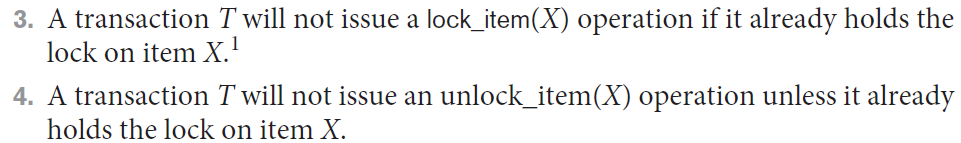 3. A transaction T will not issue a lock_item(X) operation if it already holds the
lock on item X.1
4. A transaction T will not issue an unlock_item(X) operation unless it already
holds the lock on item X.